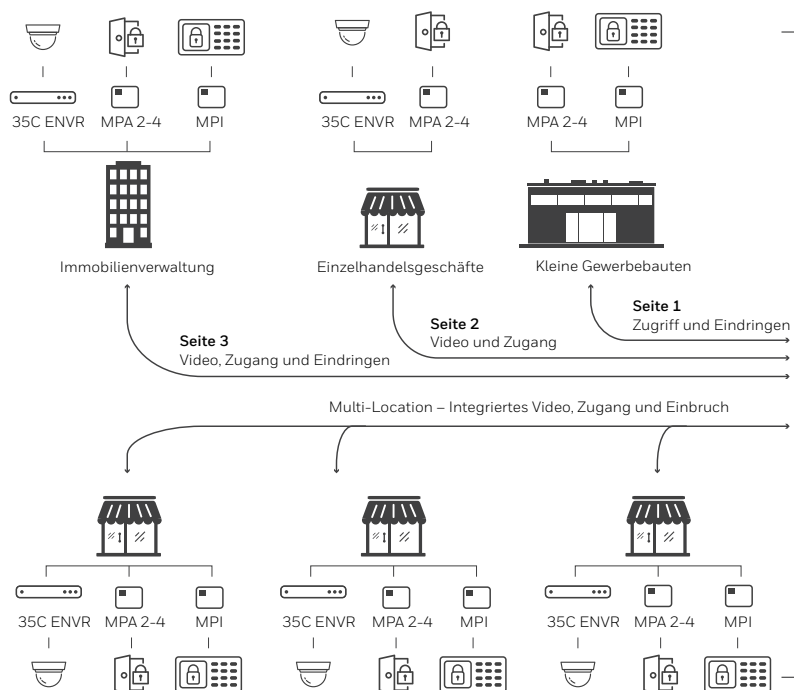 35C ENVR MPA 2-4 MPI
35C ENVR MPA 2-4
MPA 2-4 MPI
Immobilienverwaltung
Einzelhandelsgeschäfte
Kleine Gewerbebauten
Seite 3
Video, Zugang und Eindringen
Seite 2
Video und Zugang
Seite 1
Zugriff und Eindringen
Multi-Location – Integriertes Video, Zugang und Einbruch
35C ENVR MPA 2-4 MPI
35C ENVR MPA 2-4 MPI
35C ENVR MPA 2-4 MPI